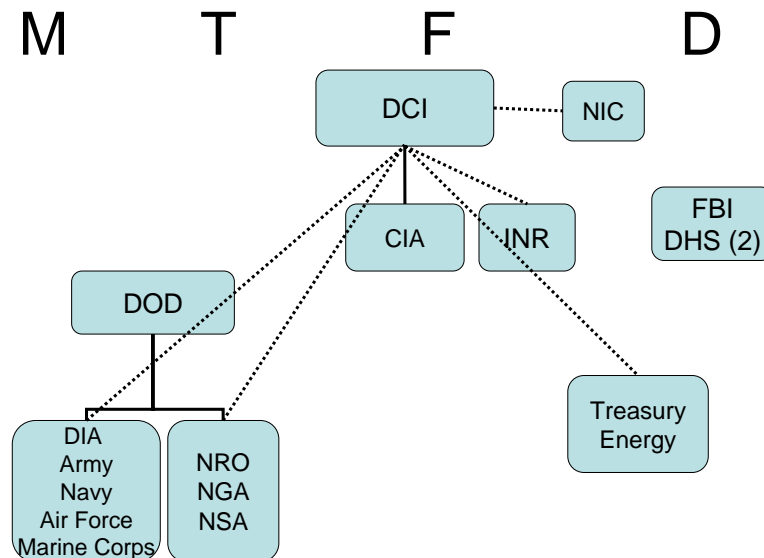 M T F D
DCI
NIC
CIA
INR
FBI
DHS (2)
DOD
Treasury
Energy
DIA
Army
Navy
Air Force
Marine Corps
NRO
NGA
NSA